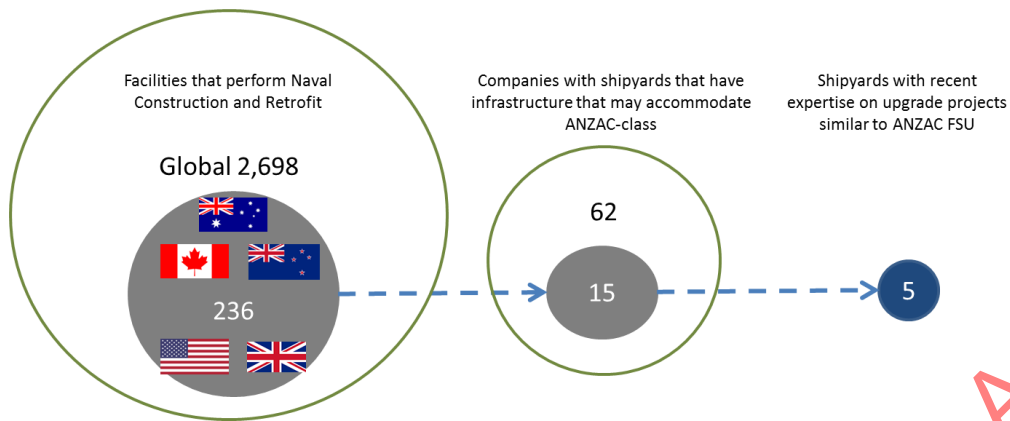 Facilities that perform Naval
Construction and Retrofit
Global 2,698
236
Companies with shipyards that have
infrastructure that may accommodate
ANZAC-class
62
15
Shipyards with recent
expertise on upgrade projects
similar to ANZAC FSU
5